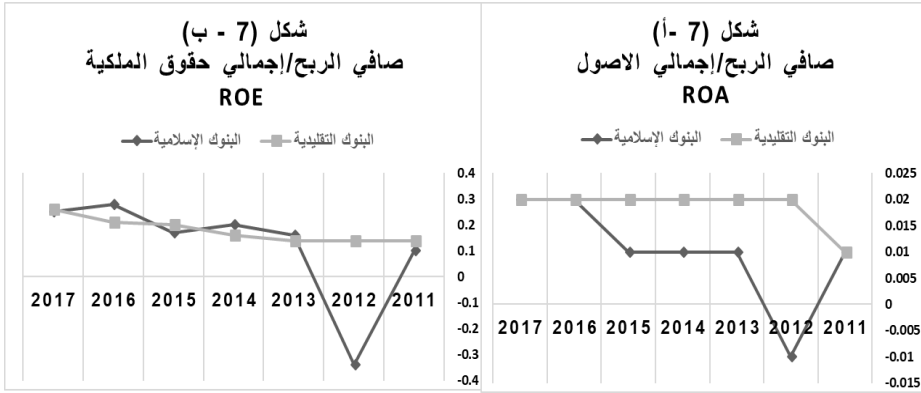 شكل (7 -أ)
صافي الربح/إجمالي الاصول
ROA
البنوك الإسلامية البنوك التقليدية
0.025
0.02
0.015
0.01
0.005
0
-0.005
-0.01
-0.015
2011 2012 2013 2014 2015 2016 2017
شكل (7 - ب)
صافي الربح/إجمالي حقوق الملكية
ROE
البنوك الإسلامية البنوك التقليدية
0.4
0.3
0.2
0.1
0
-0.1
-0.2
-0.3
-0.4
2011 2012 2013 2014 2015 2016 2017